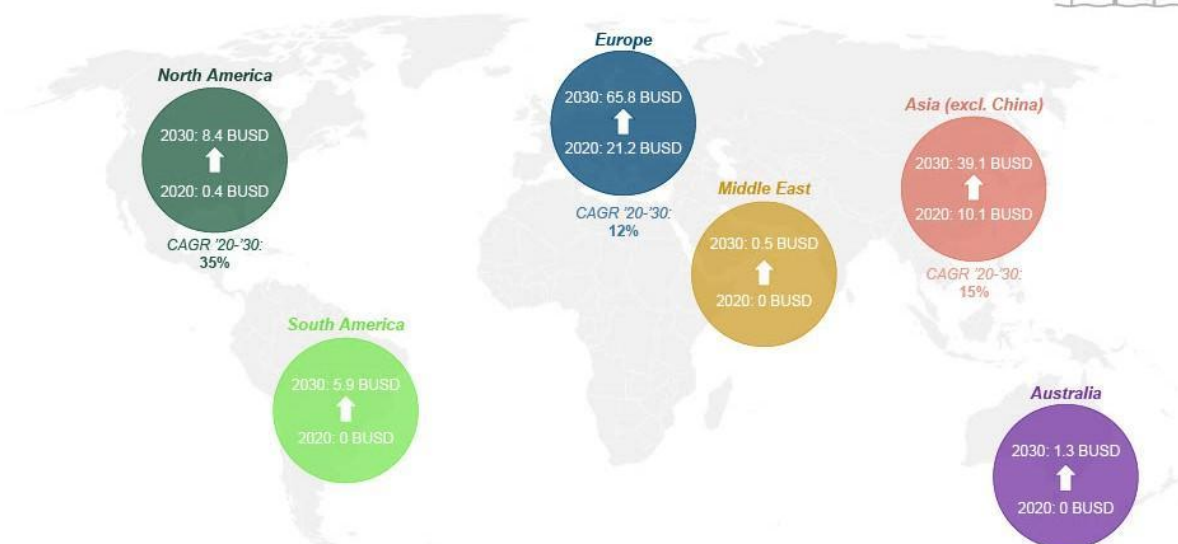 North America
2030: 8.4 BUSD
2020: 0.4 BUSD
CAGR '20-'30:
35%
Europe
2030: 65.8 BUSD
2020: 21.2 BUSD
CAGR '20-'30:
12%
Asia (excl. China)
2030: 39.1 BUSD
2020: 10.1 BUSD
CAGR '20-'30:
15%
Middle East
2030: 0.5 BUSD
2020: 0 BUSD
South America
2030: 5.9 BUSD
2020: 0 BUSD
Australia
2030: 1.3 BUSD
2020: 0 BUSD